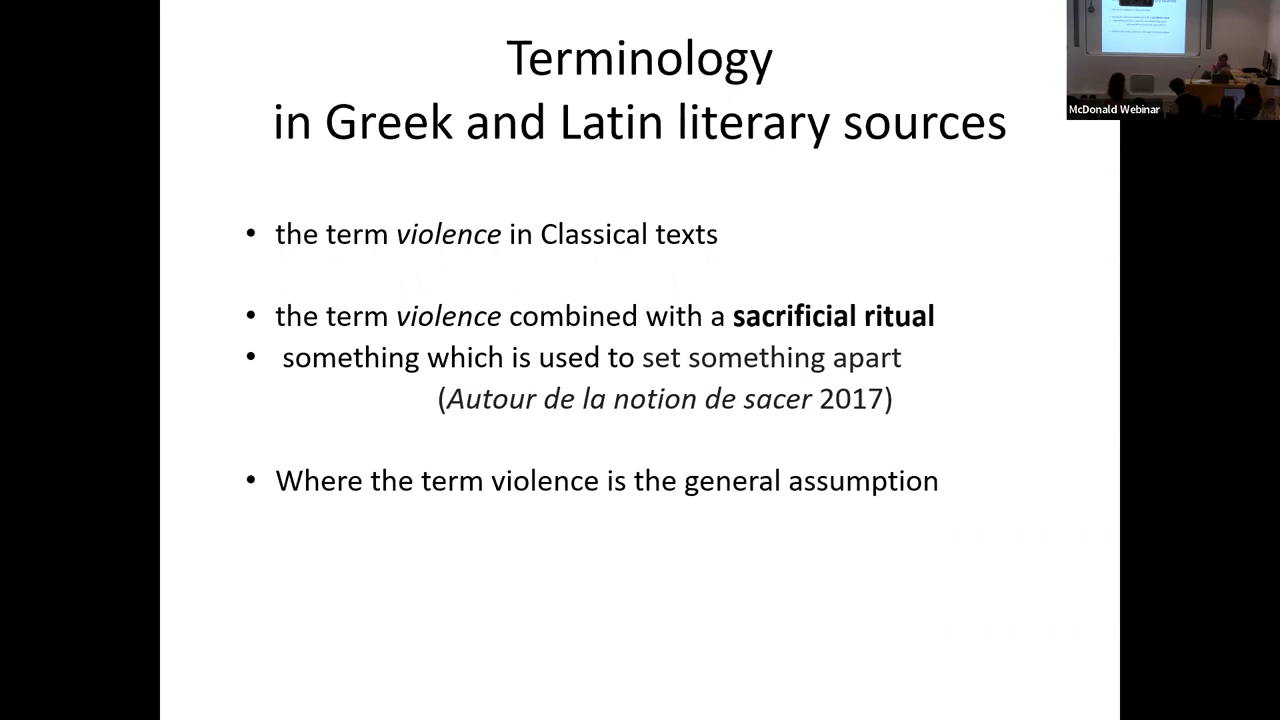 Terminology
in Greek and Latin literary sources
• the term violence in Classical texts
• the term violence combined with a sacrificial ritual
• something which is used to set something apart
(Autour de la notion de sacer 2017)
• Where the term violence is the general assumption
McDonald Webinar